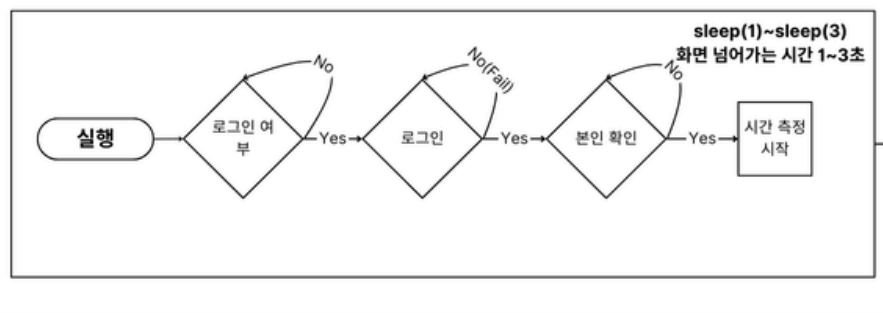 sleep(1)~sleep(3)
화면 넘어가는 시간 1~3초
실행
로그인 여
부
No
Yes
로그인
No(Fail)
Yes
본인 확인
No
Yes
시간 측정
시작